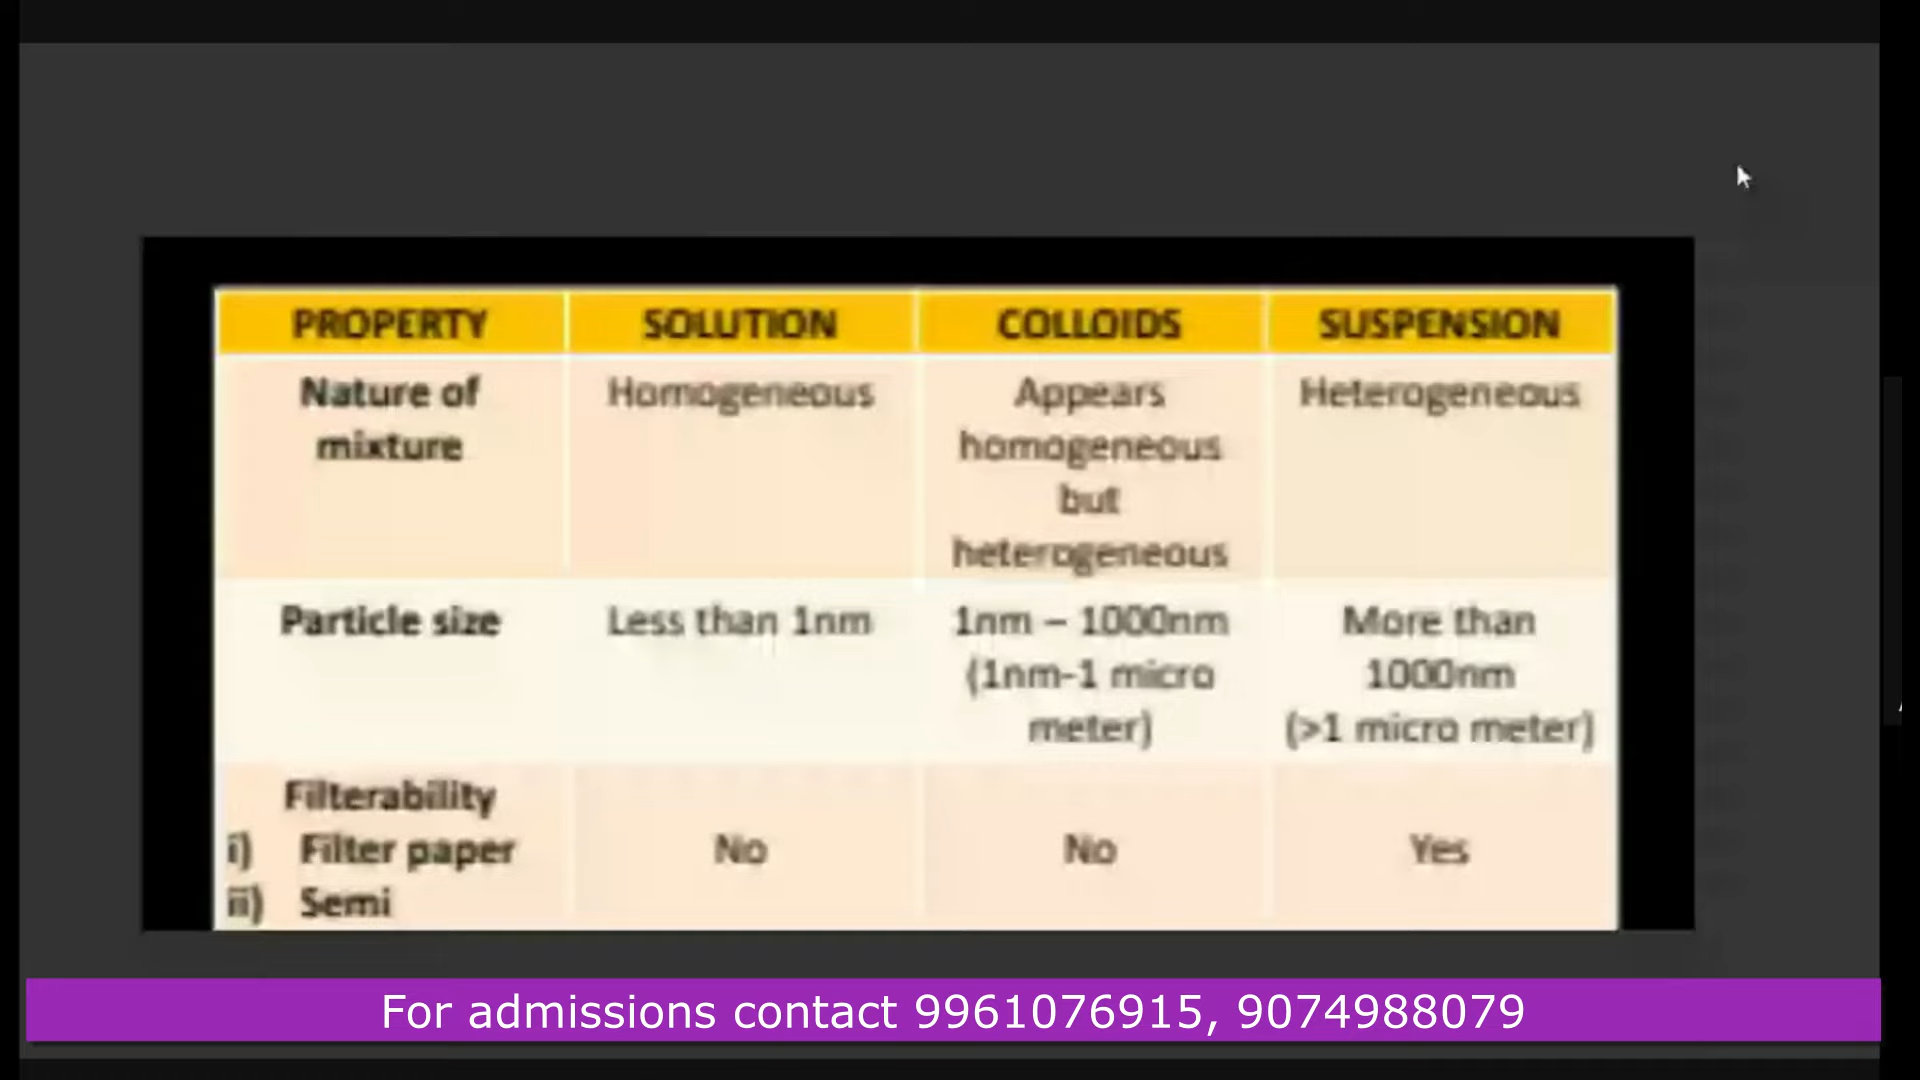 PROPERTY SOLUTION COLLOIDS SUSPENSION
Nature of mixture Homogeneous Appears homogeneous but heterogeneous Heterogeneous
Particle size Less than 1nm 1nm – 1000nm (1nm-1 micro meter) More than 1000nm (>1 micro meter)
Filterability
i) Filter paper No No Yes
ii) Semi
For admissions contact 9961076915, 9074988079